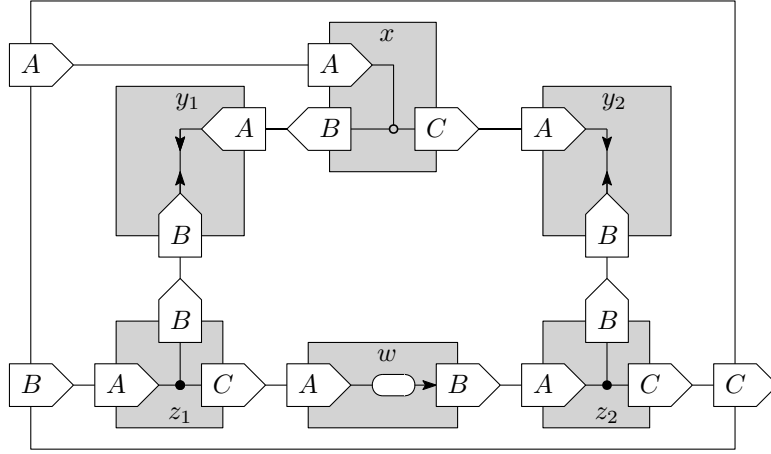 x
A A
y₁ y₂
A B C A
B B
B B
w
B A C A B A C C
z₁ z₂